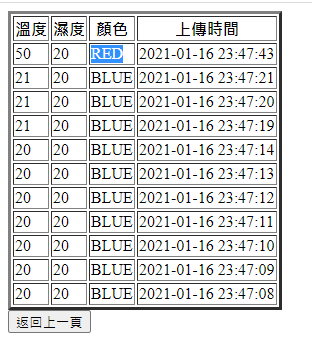 溫度 濕度 顏色 上傳時間
50 20 RED 2021-01-16 23:47:43
21 20 BLUE 2021-01-16 23:47:21
21 20 BLUE 2021-01-16 23:47:20
21 20 BLUE 2021-01-16 23:47:19
20 20 BLUE 2021-01-16 23:47:14
20 20 BLUE 2021-01-16 23:47:13
20 20 BLUE 2021-01-16 23:47:12
20 20 BLUE 2021-01-16 23:47:11
20 20 BLUE 2021-01-16 23:47:10
20 20 BLUE 2021-01-16 23:47:09
20 20 BLUE 2021-01-16 23:47:08
返回上一頁